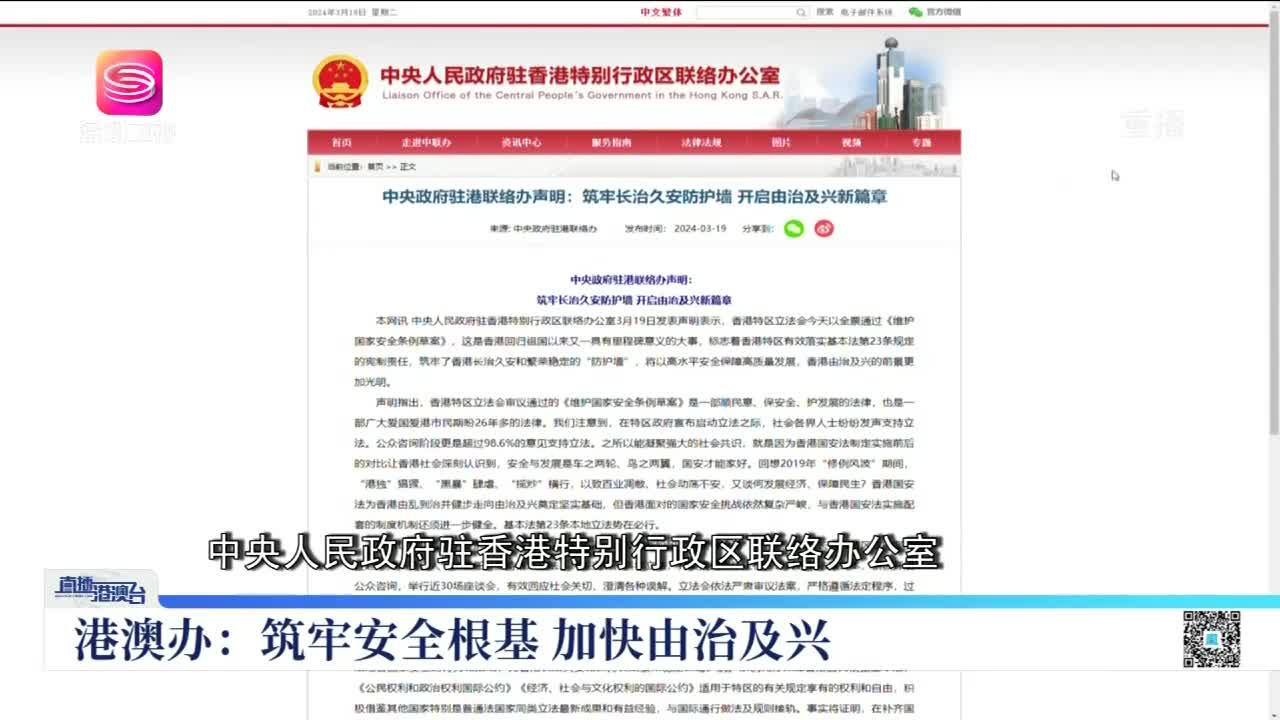 2024年3月19日 星期二
中文繁体
搜索 电子邮件系统 官方微信
中央人民政府驻香港特别行政区联络办公室
Liaison Office of the Central People's Government in the Hong Kong S.A.R.
重播
首页 走进中联办 资讯中心 服务指南 法律法规 图片 视频 专题
当前位置：首页 >> 正文
中央政府驻港联络办声明：筑牢长治久安防护墙 开启由治及兴新篇章
来源: 中央政府驻港联络办 发布时间： 2024-03-19 分享到：
中央政府驻港联络办声明：
筑牢长治久安防护墙 开启由治及兴新篇章
本网讯 中央人民政府驻香港特别行政区联络办公室3月19日发表声明表示，香港特区立法会今天以全票通过《维护
国家安全条例草案》，这是香港回归祖国以来又一具有里程碑意义的大事，标志着香港特区有效落实基本法第23条规定
的宪制责任，筑牢了香港长治久安和繁荣稳定的“防护墙”，将以高水平安全保障高质量发展，香港由治及兴的前景更
加光明。
声明指出，香港特区立法会审议通过的《维护国家安全条例草案》是一部顺民意、保安全、护发展的法律，也是一
部广大爱国爱港市民期盼26年多的法律。我们注意到，在特区政府宣布启动立法之际，社会各界人士纷纷发声支持立
法。公众咨询阶段更是超过98.6%的意见支持立法。之所以能凝聚强大的社会共识，就是因为香港国安法制定实施前后
的对比让香港社会深刻认识到，安全与发展是车之两轮、鸟之两翼，国安才能家好。回想2019年“修例风波”期间，
“港独”猖獗、“黑暴”肆虐、“揽炒”横行，以致百业凋敝、社会动荡不安，又谈何发展经济、保障民生？香港国安
法为香港由乱到治并健步走向由治及兴奠定坚实基础，但香港面对的国家安全挑战依然复杂严峻，与香港国安法实施配
套的制度机制还须进一步健全。基本法第23条本地立法势在必行。
中央人民政府驻香港特别行政区联络办公室
公众咨询，举行近30场座谈会，有效回应社会关切，澄清各种误解。立法会依法严肃审议法案，严格遵循法定程序，过
直播港澳台
港澳办：筑牢安全根基 加快由治及兴
《公民权利和政治权利国际公约》《经济、社会与文化权利的国际公约》适用于特区的有关规定享有的权利和自由，积
极借鉴其他国家特别是普通法国家同类立法最新成果和有益经验，与国际通行做法及规则接轨。事实将证明，在补齐国